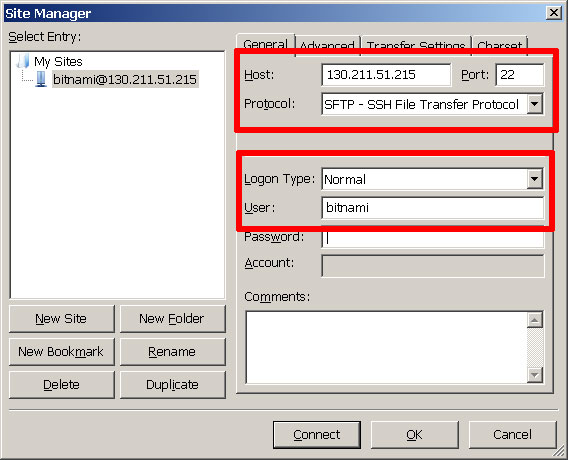 Site Manager
Select Entry:
My Sites
bitnami@130.211.51.215
New Site New Folder
New Bookmark Rename
Delete Duplicate
General Advanced Transfer Settings Charset
Host: 130.211.51.215 Port: 22
Protocol: SFTP - SSH File Transfer Protocol
Logon Type: Normal
User: bitnami
Password:
Account:
Comments:
Connect OK Cancel